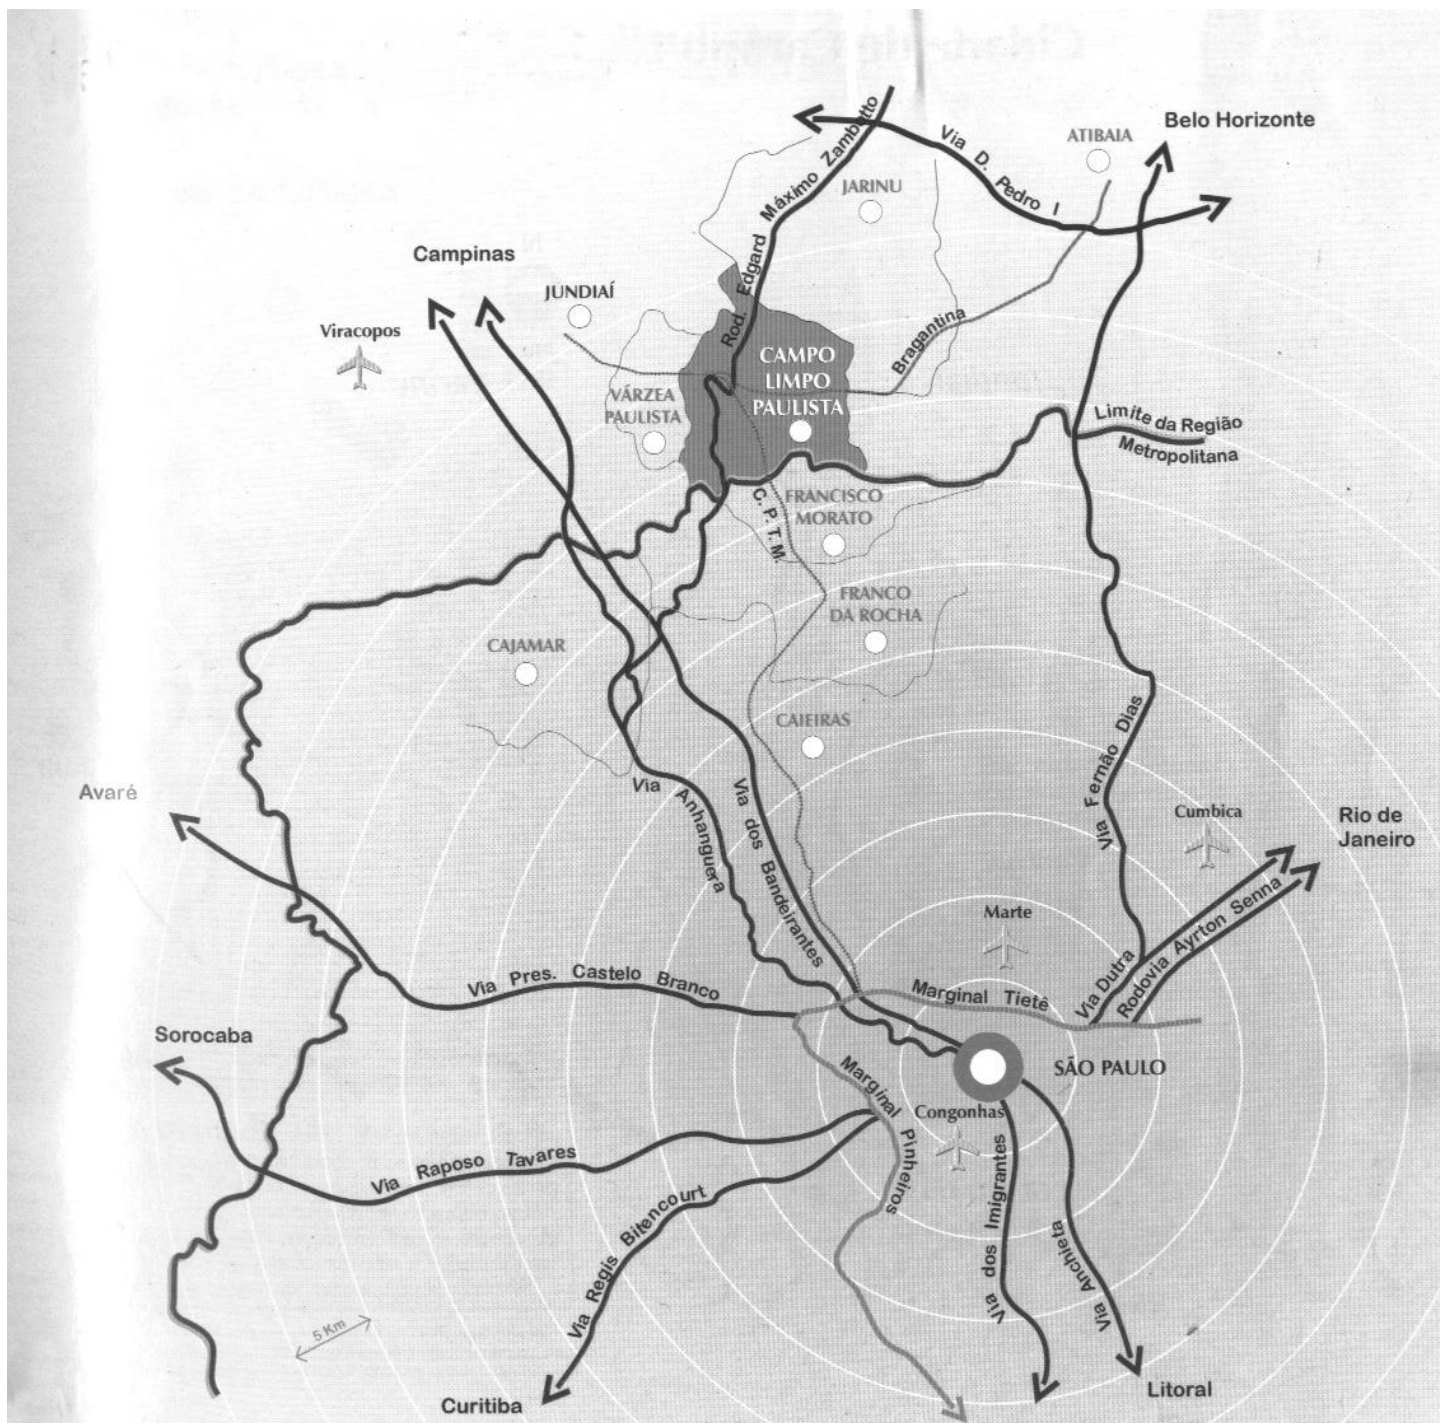 Belo Horizonte
ATIBAIA
Via D. Pedro I
Rod. Edgard Máximo Zambotto
JARINU
Campinas
JUNDIAÍ
Viracopos
Bragantina
CAMPO
LIMPO
PAULISTA
VÁRZEA
PAULISTA
Limite da Região
Metropolitana
C. P. T. M.
FRANCISCO
MORATO
FRANCO
DA ROCHA
CAJAMAR
CAIEIRAS
Via Fernão Dias
Via Anhanguera
Via dos Bandeirantes
Avaré
Cumbica
Rio de
Janeiro
Marte
Via Dutra
Rodovia Ayrton Senna
Via Pres. Castelo Branco
Marginal Tietê
Sorocaba
SÃO PAULO
Marginal Pinheiros
Congonhas
Via Raposo Tavares
Via Regis Bitencourt
Via dos Imigrantes
Via Anchieta
5 Km
Curitiba
Litoral